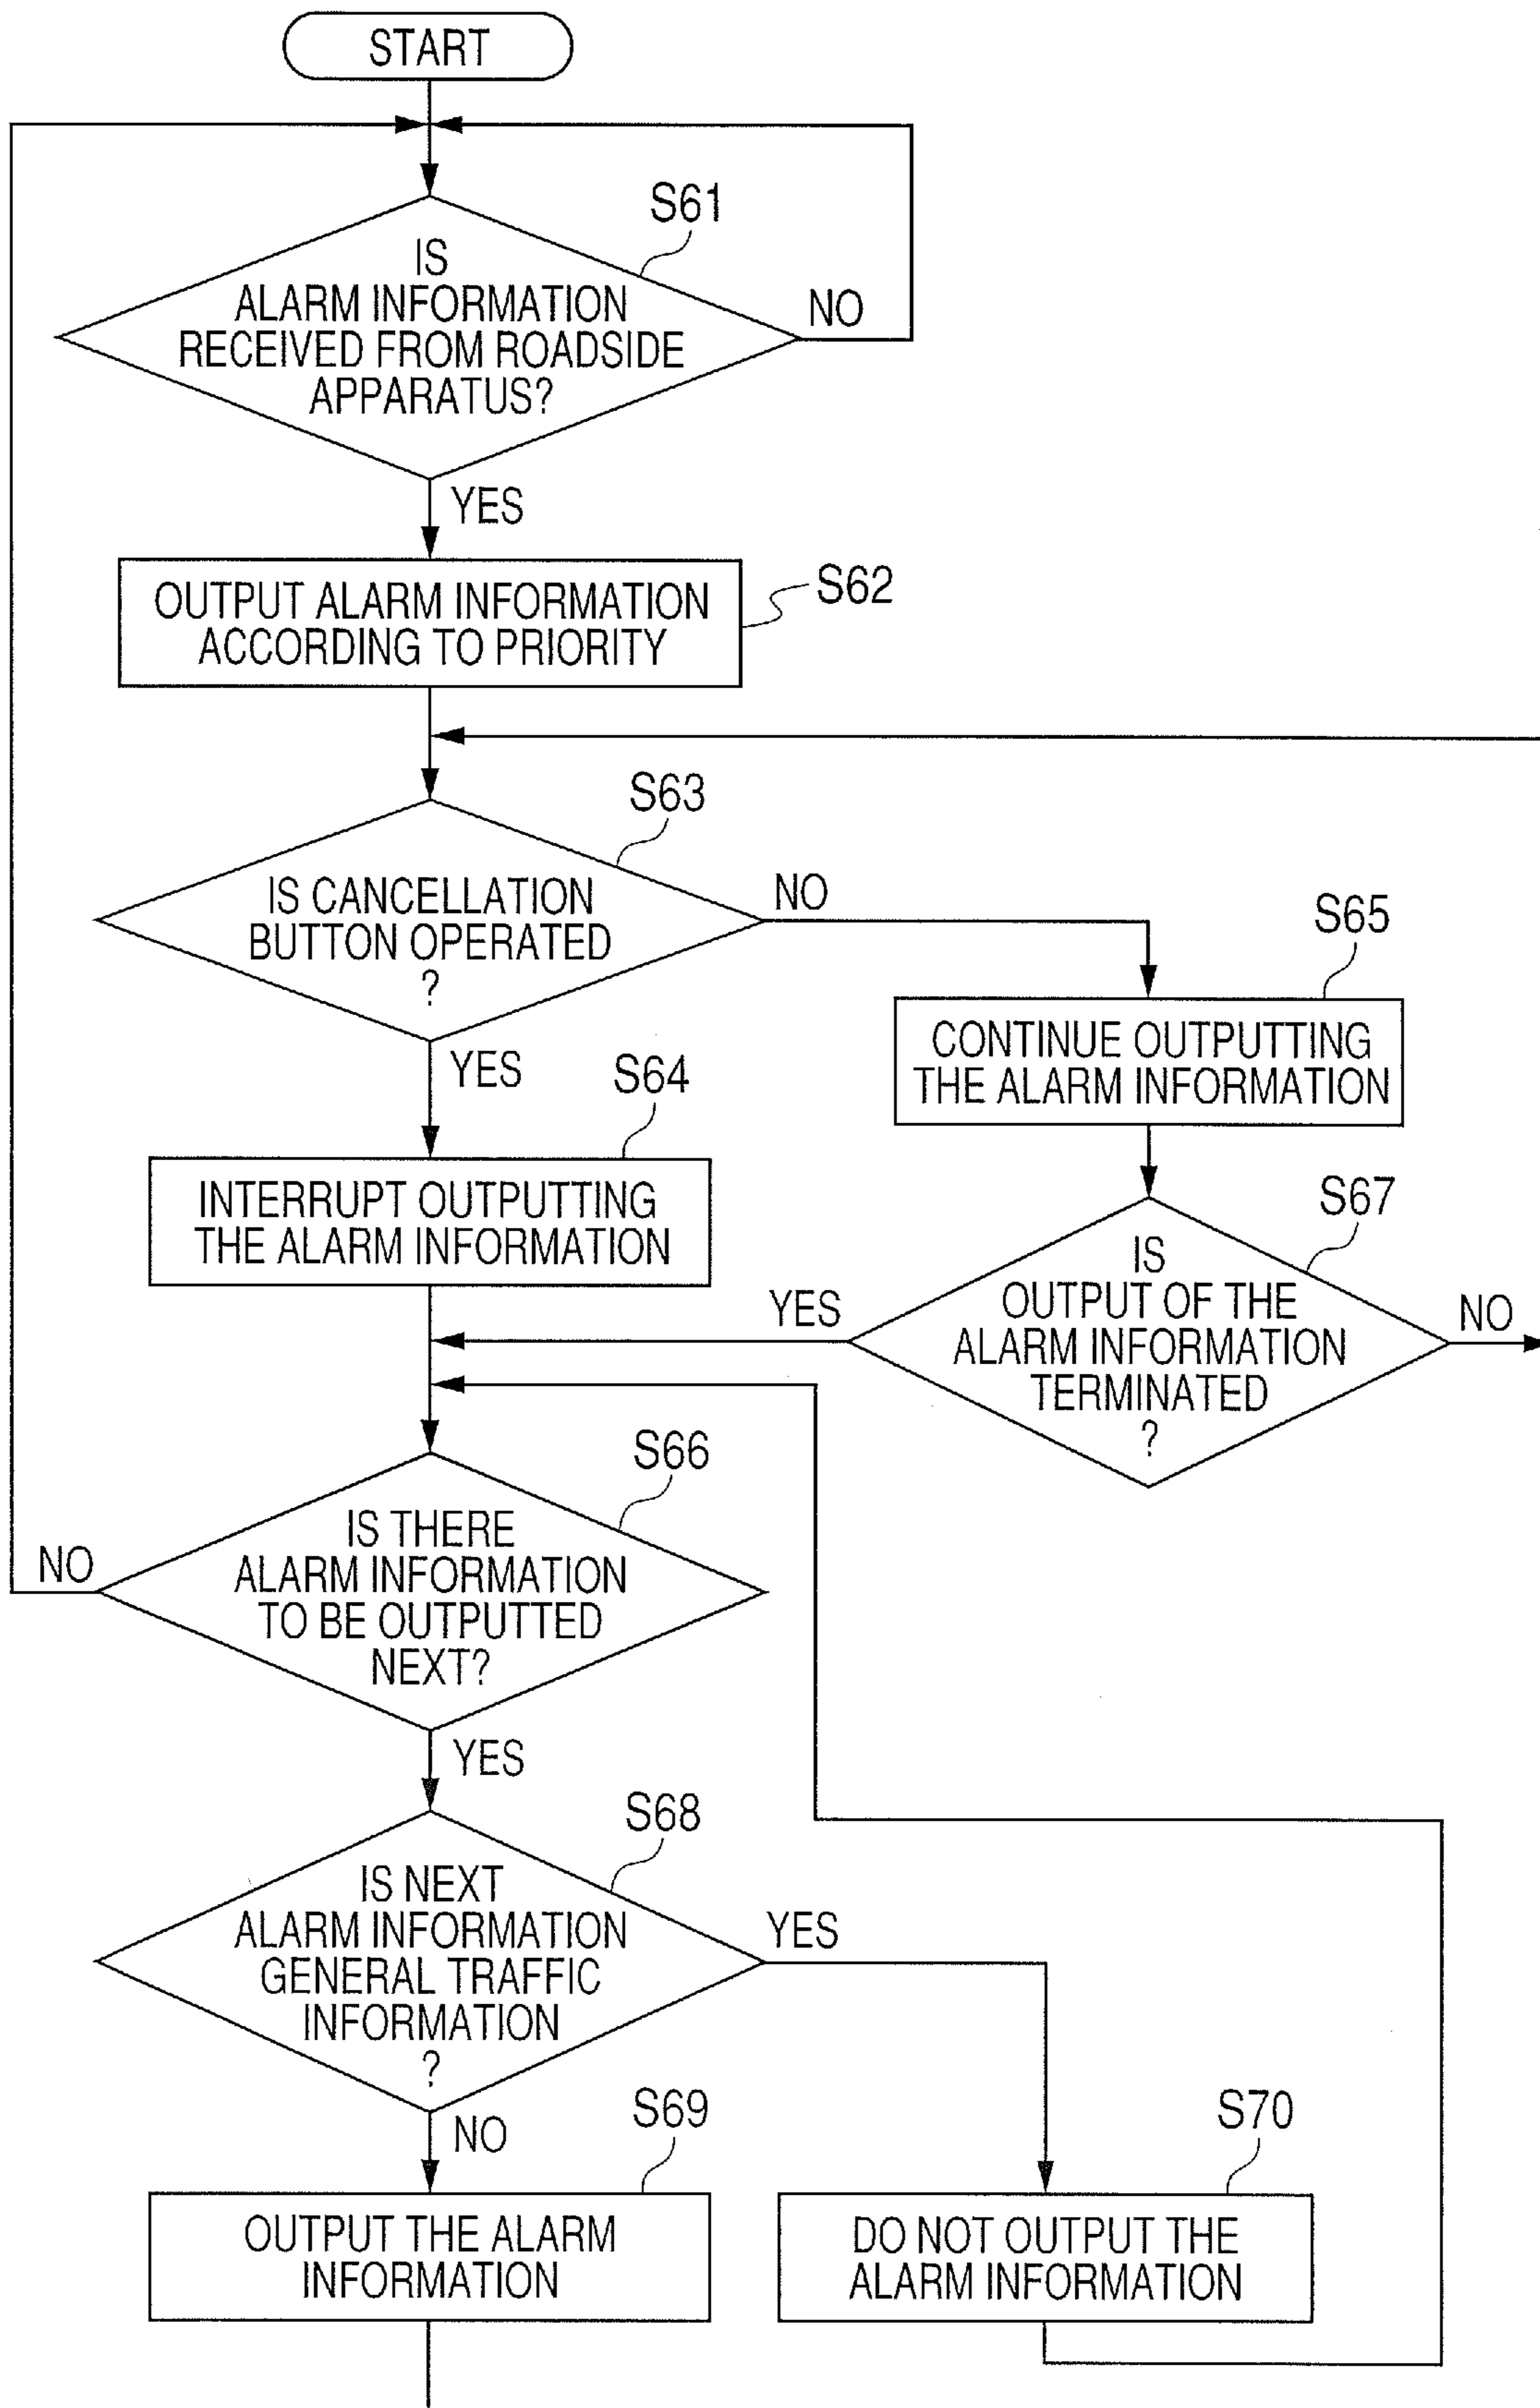 START
S61
IS
ALARM INFORMATION
RECEIVED FROM ROADSIDE
APPARATUS?
NO
YES
OUTPUT ALARM INFORMATION
ACCORDING TO PRIORITY
S62
S63
IS CANCELLATION
BUTTON OPERATED
?
NO
YES
S65
CONTINUE OUTPUTTING
THE ALARM INFORMATION
S64
INTERRUPT OUTPUTTING
THE ALARM INFORMATION
S67
IS
OUTPUT OF THE
ALARM INFORMATION
TERMINATED
?
YES
NO
S66
IS THERE
ALARM INFORMATION
TO BE OUTPUTTED
NEXT?
NO
YES
S68
IS NEXT
ALARM INFORMATION
GENERAL TRAFFIC
INFORMATION
?
YES
NO
S69
OUTPUT THE ALARM
INFORMATION
S70
DO NOT OUTPUT THE
ALARM INFORMATION